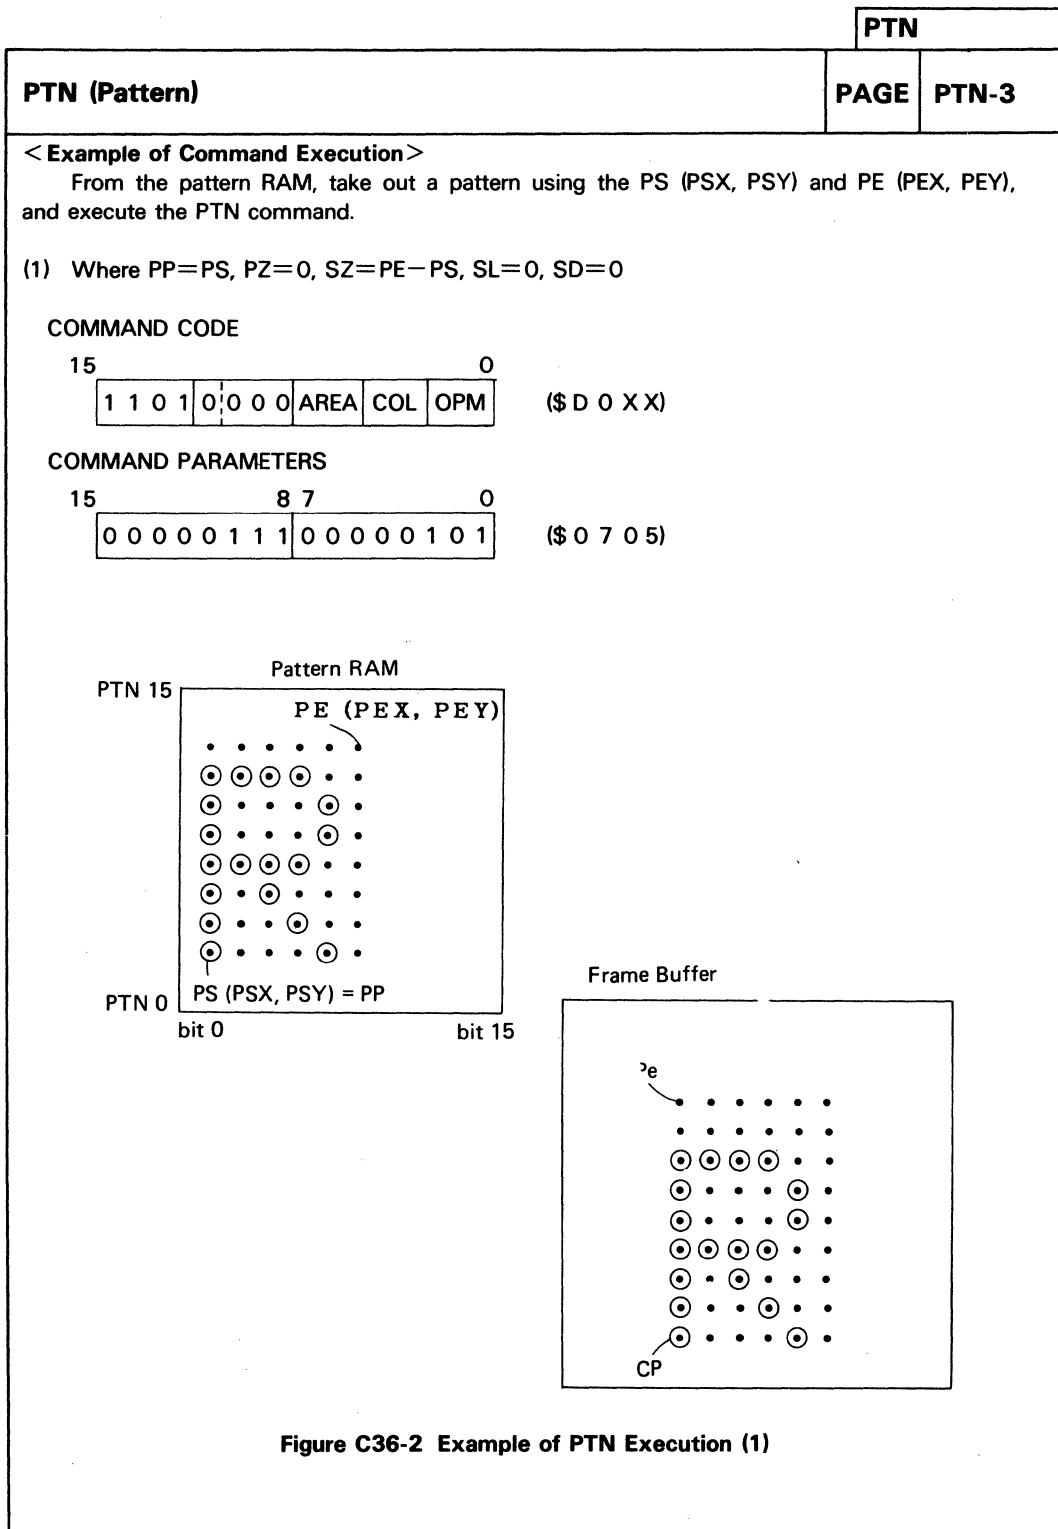 PTN
PTN (Pattern) PAGE PTN-3
<Example of Command Execution>
From the pattern RAM, take out a pattern using the PS (PSX, PSY) and PE (PEX, PEY),
and execute the PTN command.
(1) Where PP=PS, PZ=0, SZ=PE−PS, SL=0, SD=0
COMMAND CODE
15 0
1 1 0 1 0 0 0 0 AREA COL OPM ($ D 0 X X)
COMMAND PARAMETERS
15 8 7 0
0 0 0 0 0 1 1 1 0 0 0 0 0 1 0 1 ($ 0 7 0 5)
Pattern RAM
PTN 15
PE (PEX, PEY)
PS (PSX, PSY) = PP
PTN 0
bit 0 bit 15
Frame Buffer
Pe
CP
Figure C36-2 Example of PTN Execution (1)